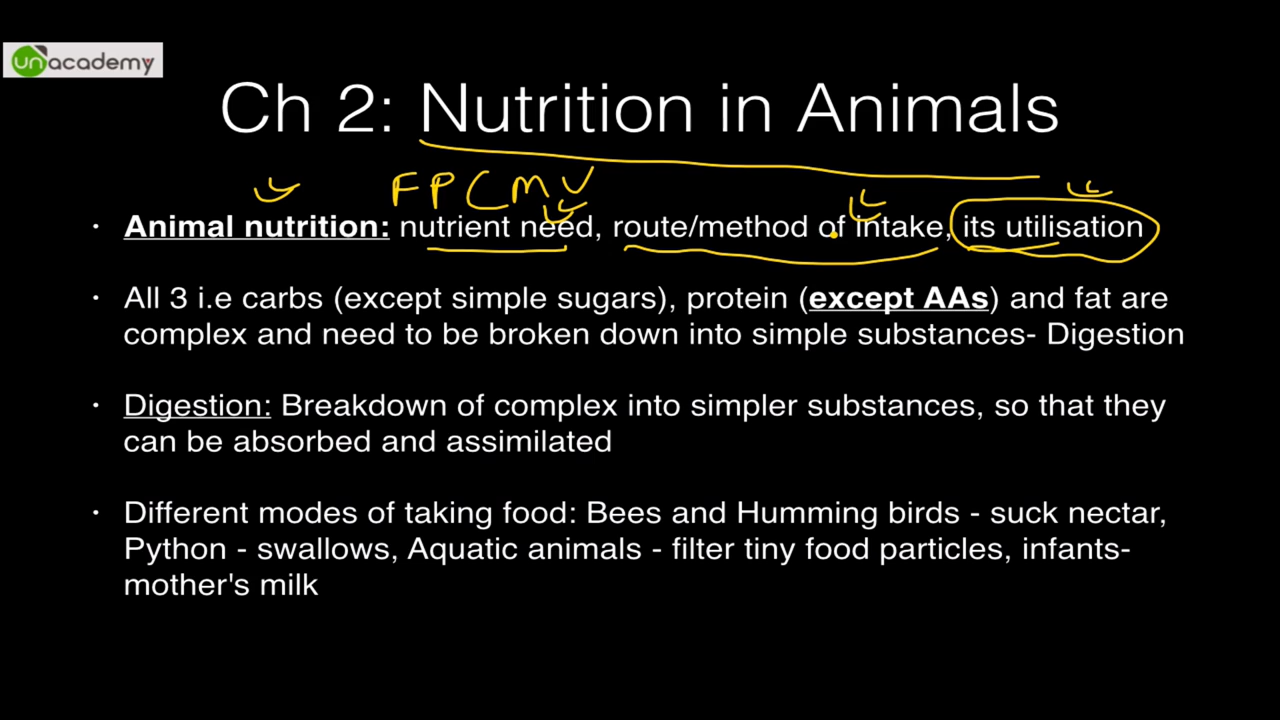 unacademy
Ch 2: Nutrition in Animals
F P C M V
• Animal nutrition: nutrient need, route/method of intake, its utilisation
• All 3 i.e carbs (except simple sugars), protein (except AAs) and fat are
complex and need to be broken down into simple substances- Digestion
• Digestion: Breakdown of complex into simpler substances, so that they
can be absorbed and assimilated
• Different modes of taking food: Bees and Humming birds - suck nectar,
Python - swallows, Aquatic animals - filter tiny food particles, infants-
mother's milk